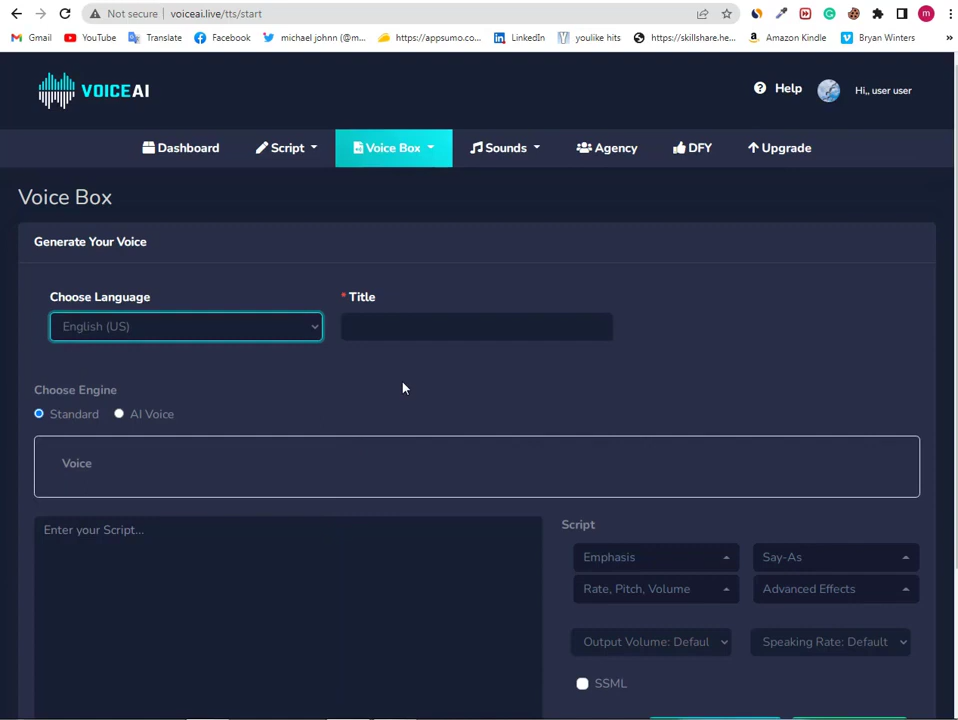 Not secure | voiceai.live/tts/start
m
Gmail YouTube Translate Facebook michael johnn (@m... https://appsumo.co... LinkedIn youlike hits https://skillshare.he... Amazon Kindle Bryan Winters »
VOICEAI
Help Hi,, user user
Dashboard Script Voice Box Sounds Agency DFY Upgrade
Voice Box
Generate Your Voice
Choose Language * Title
English (US)
Choose Engine
Standard AI Voice
Voice
Enter your Script...
Script
Emphasis Say-As
Rate, Pitch, Volume Advanced Effects
Output Volume: Defaul Speaking Rate: Default
SSML